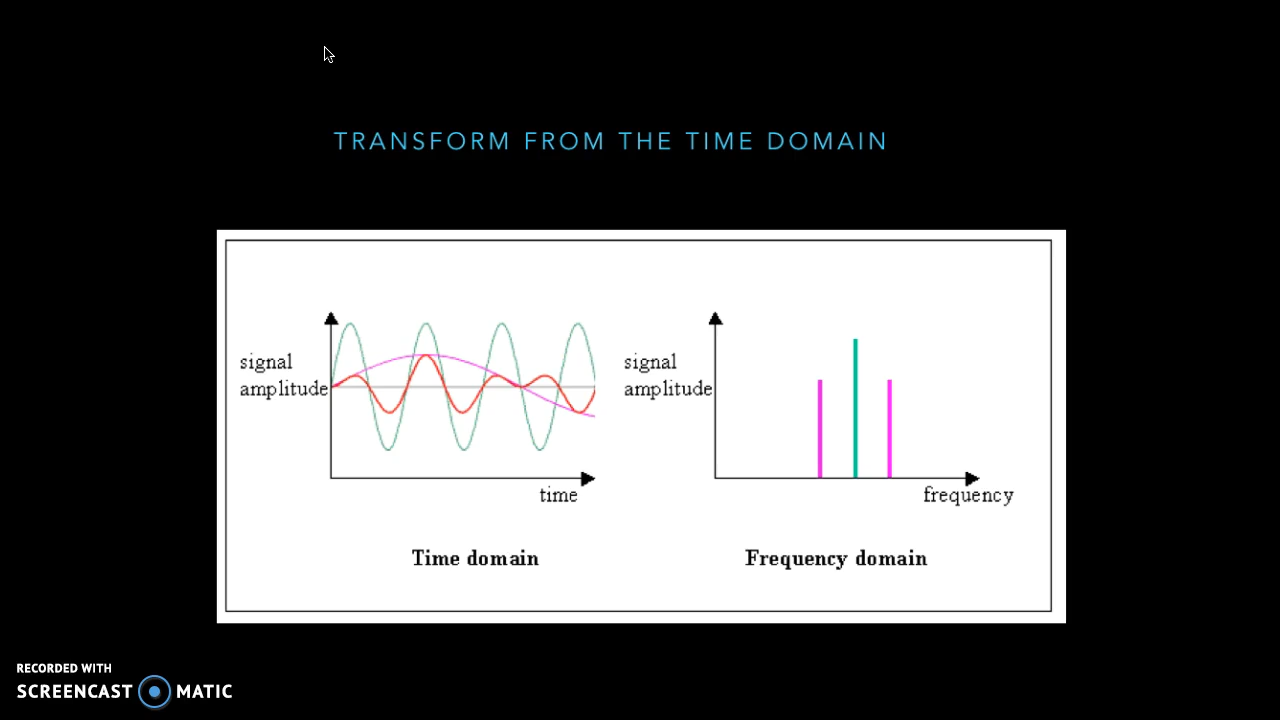 TRANSFORM FROM THE TIME DOMAIN
signal
amplitude
time
Time domain
signal
amplitude
frequency
Frequency domain
RECORDED WITH
SCREENCAST MATIC